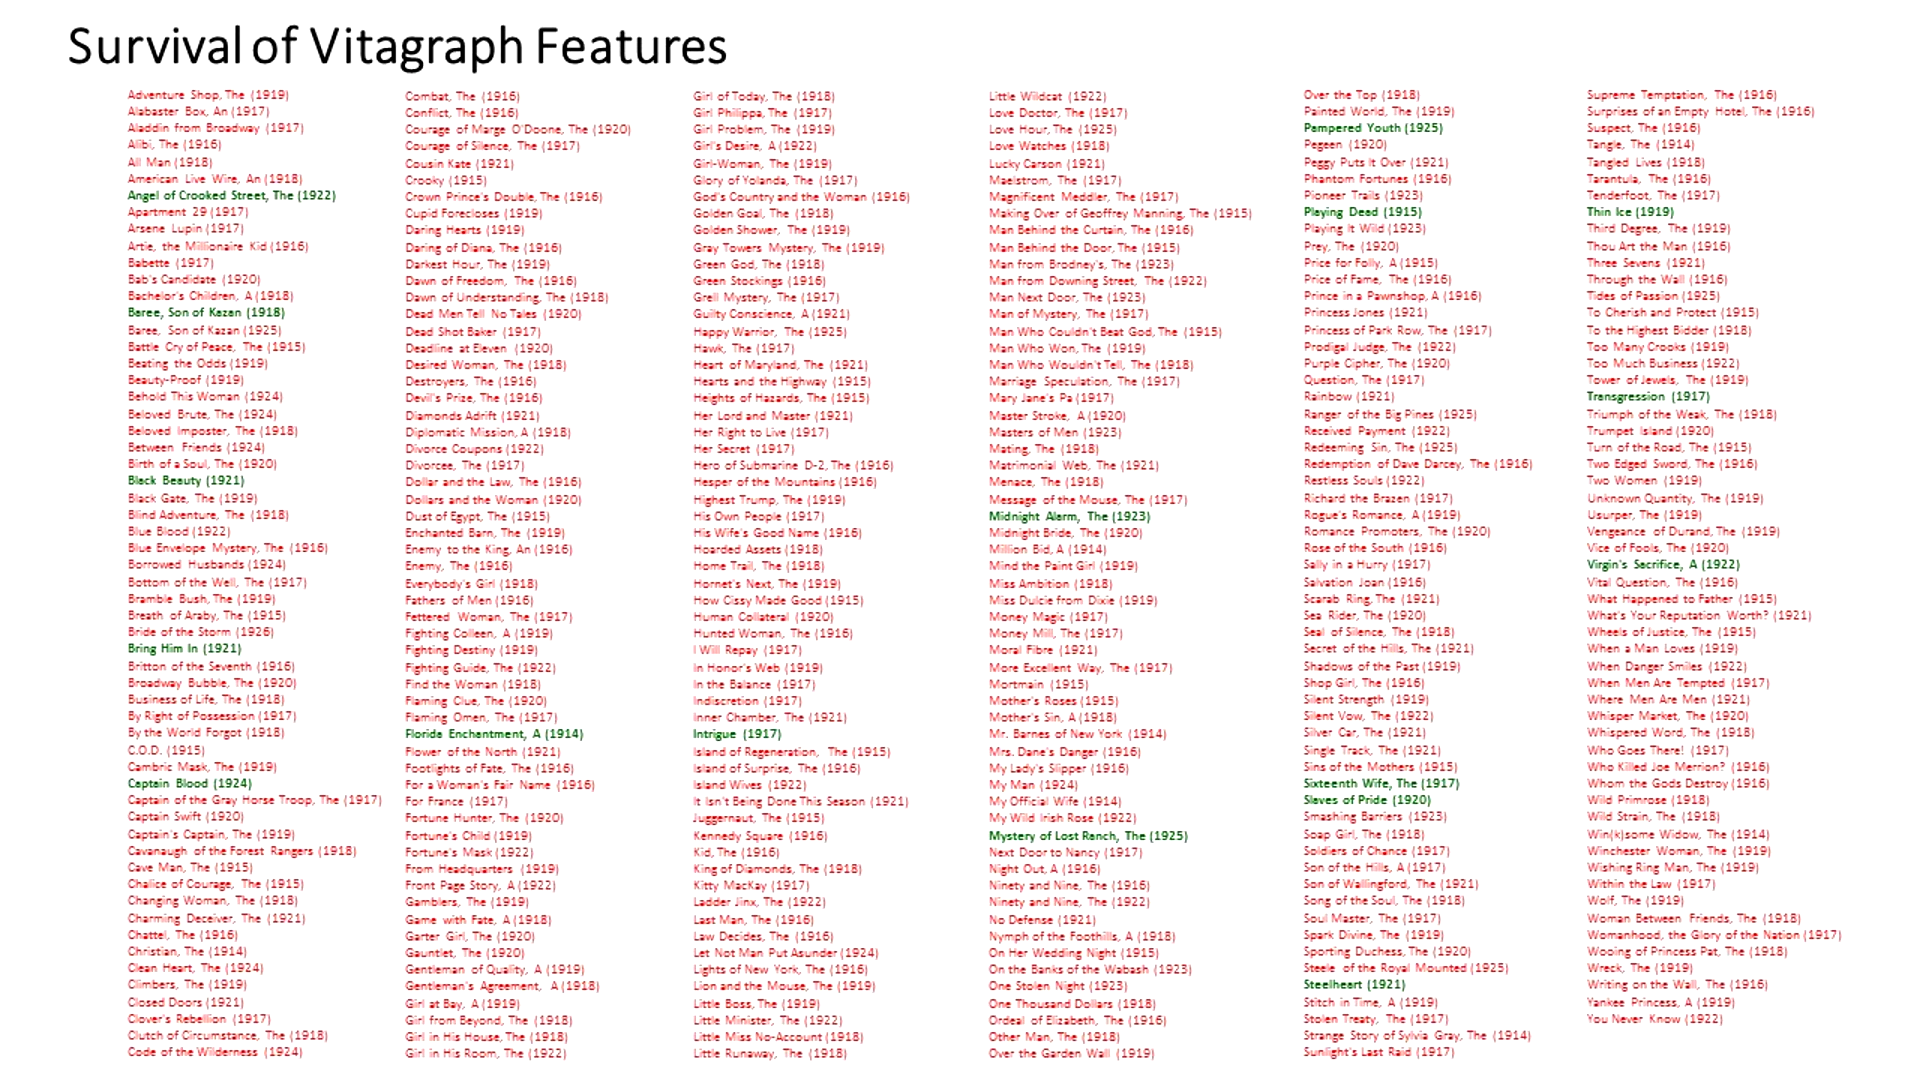 Survival of Vitagraph Features
Adventure Shop, The (1919)
Alabaster Box, An (1917)
Aladdin from Broadway (1917)
Alibi, The (1916)
All Man (1918)
American Live Wire, An (1918)
Angel of Crooked Street, The (1922)
Apartment 29 (1917)
Arsene Lupin (1917)
Artie, the Millionaire Kid (1916)
Babette (1917)
Bab's Candidate (1920)
Bachelor's Children, A (1918)
Baree, Son of Kazan (1918)
Baree, Son of Kazan (1925)
Battle Cry of Peace, The (1915)
Beating the Odds (1919)
Beauty-Proof (1919)
Behold This Woman (1924)
Beloved Brute, The (1924)
Beloved Imposter, The (1918)
Between Friends (1924)
Birth of a Soul, The (1920)
Black Beauty (1921)
Black Gate, The (1919)
Blind Adventure, The (1918)
Blue Blood (1922)
Blue Envelope Mystery, The (1916)
Borrowed Husbands (1924)
Bottom of the Well, The (1917)
Bramble Bush, The (1919)
Breath of Araby, The (1915)
Bride of the Storm (1926)
Bring Him In (1921)
Britton of the Seventh (1916)
Broadway Bubble, The (1920)
Business of Life, The (1918)
By Right of Possession (1917)
By the World Forgot (1918)
C.O.D. (1915)
Cambric Mask, The (1919)
Captain Blood (1924)
Captain of the Gray Horse Troop, The (1917)
Captain Swift (1920)
Captain's Captain, The (1919)
Cavanaugh of the Forest Rangers (1918)
Cave Man, The (1915)
Chalice of Courage, The (1915)
Changing Woman, The (1918)
Charming Deceiver, The (1921)
Chattel, The (1916)
Christian, The (1914)
Clean Heart, The (1924)
Climbers, The (1919)
Closed Doors (1921)
Clover's Rebellion (1917)
Clutch of Circumstance, The (1918)
Code of the Wilderness (1924)
Combat, The (1916)
Conflict, The (1916)
Courage of Marge O'Doone, The (1920)
Courage of Silence, The (1917)
Cousin Kate (1921)
Crooky (1915)
Crown Prince's Double, The (1916)
Cupid Forecloses (1919)
Daring Hearts (1919)
Daring of Diana, The (1916)
Darkest Hour, The (1919)
Dawn of Freedom, The (1916)
Dawn of Understanding, The (1918)
Dead Men Tell No Tales (1920)
Dead Shot Baker (1917)
Deadline at Eleven (1920)
Desired Woman, The (1918)
Destroyers, The (1916)
Devil's Prize, The (1916)
Diamonds Adrift (1921)
Diplomatic Mission, A (1918)
Divorce Coupons (1922)
Divorcee, The (1917)
Dollar and the Law, The (1916)
Dollars and the Woman (1920)
Dust of Egypt, The (1915)
Enchanted Barn, The (1919)
Enemy to the King, An (1916)
Enemy, The (1916)
Everybody's Girl (1918)
Fathers of Men (1916)
Fettered Woman, The (1917)
Fighting Colleen, A (1919)
Fighting Destiny (1919)
Fighting Guide, The (1922)
Find the Woman (1918)
Flaming Clue, The (1920)
Flaming Omen, The (1917)
Florida Enchantment, A (1914)
Flower of the North (1921)
Footlights of Fate, The (1916)
For a Woman's Fair Name (1916)
For France (1917)
Fortune Hunter, The (1920)
Fortune's Child (1919)
Fortune's Mask (1922)
From Headquarters (1919)
Front Page Story, A (1922)
Gamblers, The (1919)
Game with Fate, A (1918)
Garter Girl, The (1920)
Gauntlet, The (1920)
Gentleman of Quality, A (1919)
Gentleman's Agreement, A (1918)
Girl at Bay, A (1919)
Girl from Beyond, The (1918)
Girl in His House, The (1918)
Girl in His Room, The (1922)
Girl of Today, The (1918)
Girl Philippa, The (1917)
Girl Problem, The (1919)
Girl's Desire, A (1922)
Girl-Woman, The (1919)
Glory of Yolanda, The (1917)
God's Country and the Woman (1916)
Golden Goal, The (1918)
Golden Shower, The (1919)
Gray Towers Mystery, The (1919)
Green God, The (1918)
Green Stockings (1916)
Grell Mystery, The (1917)
Guilty Conscience, A (1921)
Happy Warrior, The (1925)
Hawk, The (1917)
Heart of Maryland, The (1921)
Hearts and the Highway (1915)
Heights of Hazards, The (1915)
Her Lord and Master (1921)
Her Right to Live (1917)
Her Secret (1917)
Hero of Submarine D-2, The (1916)
Hesper of the Mountains (1916)
Highest Trump, The (1919)
His Own People (1917)
His Wife's Good Name (1916)
Hoarded Assets (1918)
Home Trail, The (1918)
Hornet's Next, The (1919)
How Cissy Made Good (1915)
Human Collateral (1920)
Hunted Woman, The (1916)
I Will Repay (1917)
In Honor's Web (1919)
In the Balance (1917)
Indiscretion (1917)
Inner Chamber, The (1921)
Intrigue (1917)
Island of Regeneration, The (1915)
Island of Surprise, The (1916)
Island Wives (1922)
It Isn't Being Done This Season (1921)
Juggernaut, The (1915)
Kennedy Square (1916)
Kid, The (1916)
King of Diamonds, The (1918)
Kitty MacKay (1917)
Ladder Jinx, The (1922)
Last Man, The (1916)
Law Decides, The (1916)
Let Not Man Put Asunder (1924)
Lights of New York, The (1916)
Lion and the Mouse, The (1919)
Little Boss, The (1919)
Little Minister, The (1922)
Little Miss No-Account (1918)
Little Runaway, The (1918)
Little Wildcat (1922)
Love Doctor, The (1917)
Love Hour, The (1925)
Love Watches (1918)
Lucky Carson (1921)
Maelstrom, The (1917)
Magnificent Meddler, The (1917)
Making Over of Geoffrey Manning, The (1915)
Man Behind the Curtain, The (1916)
Man Behind the Door, The (1915)
Man from Brodney's, The (1923)
Man from Downing Street, The (1922)
Man Next Door, The (1923)
Man of Mystery, The (1917)
Man Who Couldn't Beat God, The (1915)
Man Who Won, The (1919)
Man Who Wouldn't Tell, The (1918)
Marriage Speculation, The (1917)
Mary Jane's Pa (1917)
Master Stroke, A (1920)
Masters of Men (1923)
Mating, The (1918)
Matrimonial Web, The (1921)
Menace, The (1918)
Message of the Mouse, The (1917)
Midnight Alarm, The (1923)
Midnight Bride, The (1920)
Million Bid, A (1914)
Mind the Paint Girl (1919)
Miss Ambition (1918)
Miss Dulcie from Dixie (1919)
Money Magic (1917)
Money Mill, The (1917)
Moral Fibre (1921)
More Excellent Way, The (1917)
Mortmain (1915)
Mother's Roses (1915)
Mother's Sin, A (1918)
Mr. Barnes of New York (1914)
Mrs. Dane's Danger (1916)
My Lady's Slipper (1916)
My Man (1924)
My Official Wife (1914)
My Wild Irish Rose (1922)
Mystery of Lost Ranch, The (1925)
Next Door to Nancy (1917)
Night Out, A (1916)
Ninety and Nine, The (1916)
Ninety and Nine, The (1922)
No Defense (1921)
Nymph of the Foothills, A (1918)
On Her Wedding Night (1915)
On the Banks of the Wabash (1923)
One Stolen Night (1923)
One Thousand Dollars (1918)
Ordeal of Elizabeth, The (1916)
Other Man, The (1918)
Over the Garden Wall (1919)
Over the Top (1918)
Painted World, The (1919)
Pampered Youth (1925)
Pegeen (1920)
Peggy Puts It Over (1921)
Phantom Fortunes (1916)
Pioneer Trails (1923)
Playing Dead (1915)
Playing It Wild (1923)
Prey, The (1920)
Price for Folly, A (1915)
Price of Fame, The (1916)
Prince in a Pawnshop, A (1916)
Princess Jones (1921)
Princess of Park Row, The (1917)
Prodigal Judge, The (1922)
Purple Cipher, The (1920)
Question, The (1917)
Rainbow (1921)
Ranger of the Big Pines (1925)
Received Payment (1922)
Redeeming Sin, The (1925)
Redemption of Dave Darcey, The (1916)
Restless Souls (1922)
Richard the Brazen (1917)
Rogue's Romance, A (1919)
Romance Promoters, The (1920)
Rose of the South (1916)
Sally in a Hurry (1917)
Salvation Joan (1916)
Scarab Ring, The (1921)
Sea Rider, The (1920)
Seal of Silence, The (1918)
Secret of the Hills, The (1921)
Shadows of the Past (1919)
Shop Girl, The (1916)
Silent Strength (1919)
Silent Vow, The (1922)
Silver Car, The (1921)
Single Track, The (1921)
Sins of the Mothers (1915)
Sixteenth Wife, The (1917)
Slaves of Pride (1920)
Smashing Barriers (1923)
Soap Girl, The (1918)
Soldiers of Chance (1917)
Son of the Hills, A (1917)
Son of Wallingford, The (1921)
Song of the Soul, The (1918)
Soul Master, The (1917)
Spark Divine, The (1919)
Sporting Duchess, The (1920)
Steele of the Royal Mounted (1925)
Steelheart (1921)
Stitch in Time, A (1919)
Stolen Treaty, The (1917)
Strange Story of Sylvia Gray, The (1914)
Sunlight's Last Raid (1917)
Supreme Temptation, The (1916)
Surprises of an Empty Hotel, The (1916)
Suspect, The (1916)
Tangle, The (1914)
Tangled Lives (1918)
Tarantula, The (1916)
Tenderfoot, The (1917)
Thin Ice (1919)
Third Degree, The (1919)
Thou Art the Man (1916)
Three Sevens (1921)
Through the Wall (1916)
Tides of Passion (1925)
To Cherish and Protect (1915)
To the Highest Bidder (1918)
Too Many Crooks (1919)
Too Much Business (1922)
Tower of Jewels, The (1919)
Transgression (1917)
Triumph of the Weak, The (1918)
Trumpet Island (1920)
Turn of the Road, The (1915)
Two Edged Sword, The (1916)
Two Women (1919)
Unknown Quantity, The (1919)
Usurper, The (1919)
Vengeance of Durand, The (1919)
Vice of Fools, The (1920)
Virgin's Sacrifice, A (1922)
Vital Question, The (1916)
What Happened to Father (1915)
What's Your Reputation Worth? (1921)
Wheels of Justice, The (1915)
When a Man Loves (1919)
When Danger Smiles (1922)
When Men Are Tempted (1917)
Where Men Are Men (1921)
Whisper Market, The (1920)
Whispered Word, The (1918)
Who Goes There! (1917)
Who Killed Joe Merrion? (1916)
Whom the Gods Destroy (1916)
Wild Primrose (1918)
Wild Strain, The (1918)
Win(k)some Widow, The (1914)
Winchester Woman, The (1919)
Wishing Ring Man, The (1919)
Within the Law (1917)
Wolf, The (1919)
Woman Between Friends, The (1918)
Womanhood, the Glory of the Nation (1917)
Wooing of Princess Pat, The (1918)
Wreck, The (1919)
Writing on the Wall, The (1916)
Yankee Princess, A (1919)
You Never Know (1922)